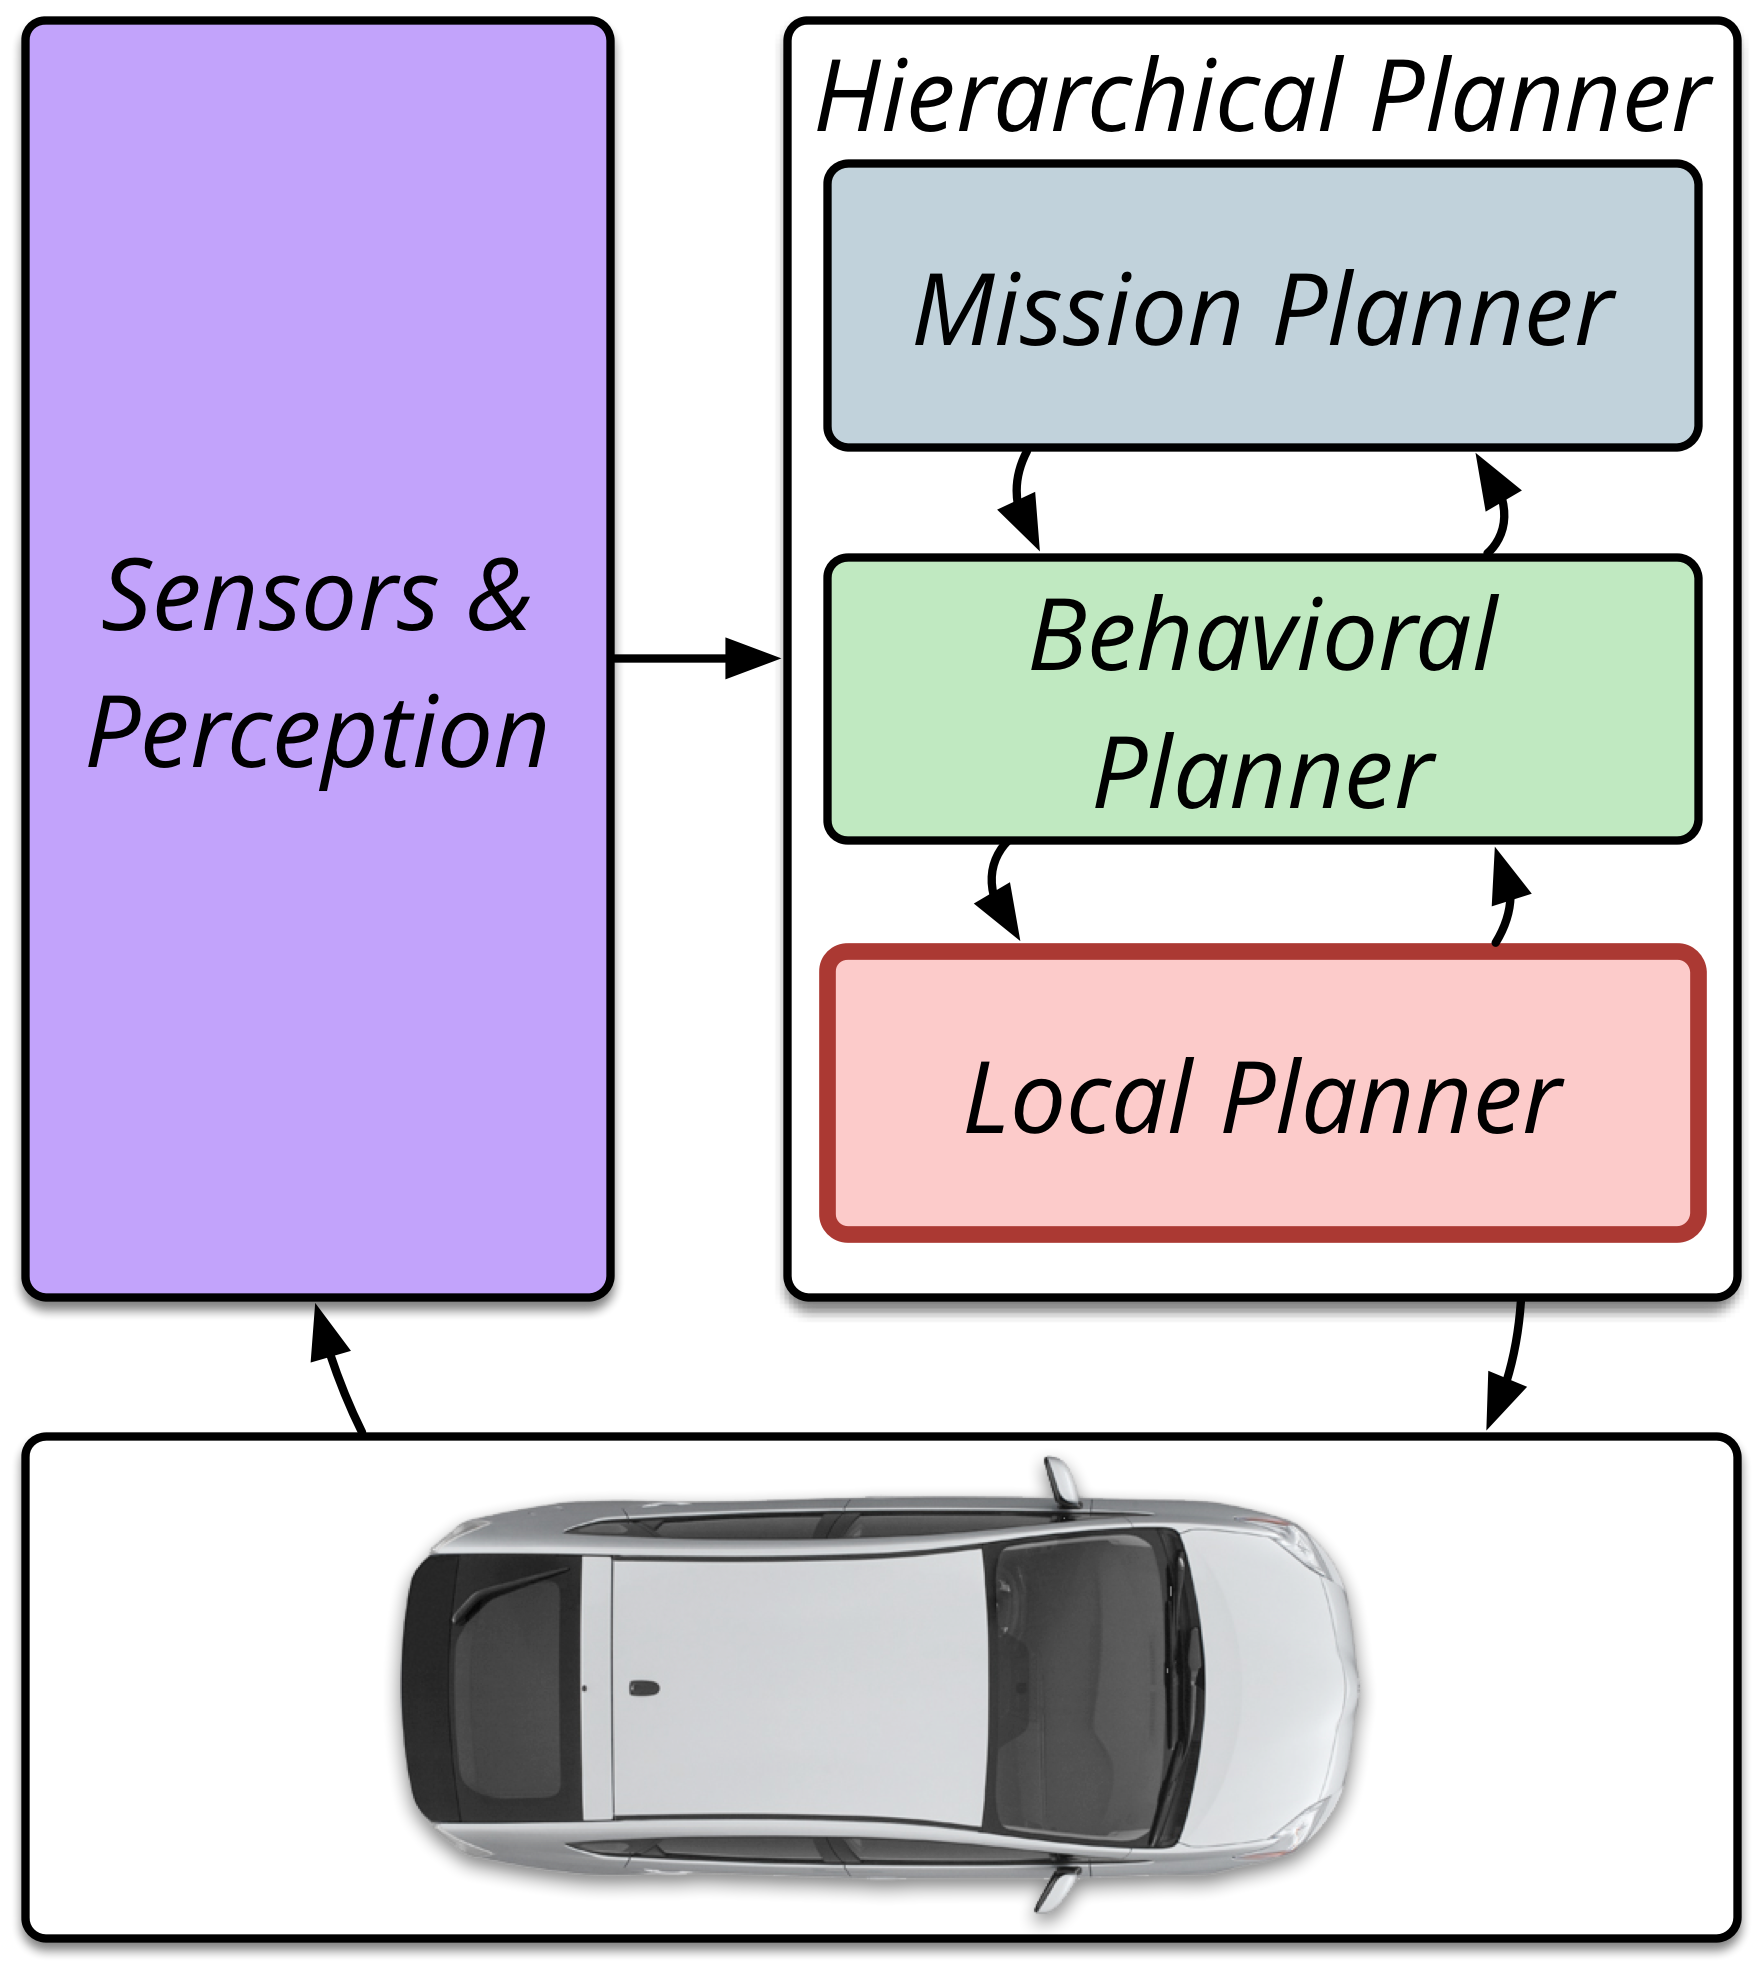 Sensors &
Perception
Hierarchical Planner
Mission Planner
Behavioral
Planner
Local Planner